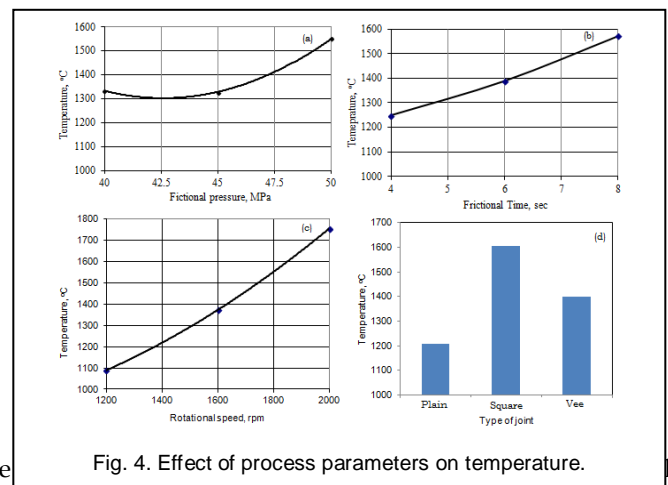 1600
1500
1400
1300
1200
1100
1000
Temperature, °C
(a)
40 42.5 45 47.5 50
Fictional pressure, MPa
1600
1500
1400
1300
1200
1100
1000
Temeprature, °C
(b)
4 5 6 7 8
Frictional Time, sec
1800
1700
1600
1500
1400
1300
1200
1100
1000
Temperature, °C
(c)
1200 1400 1600 1800 2000
Rotational speed, rpm
1700
1600
1500
1400
1300
1200
1100
1000
Temperature, °C
(d)
Plain Square Vee
Type of joint
Fig. 4. Effect of process parameters on temperature.